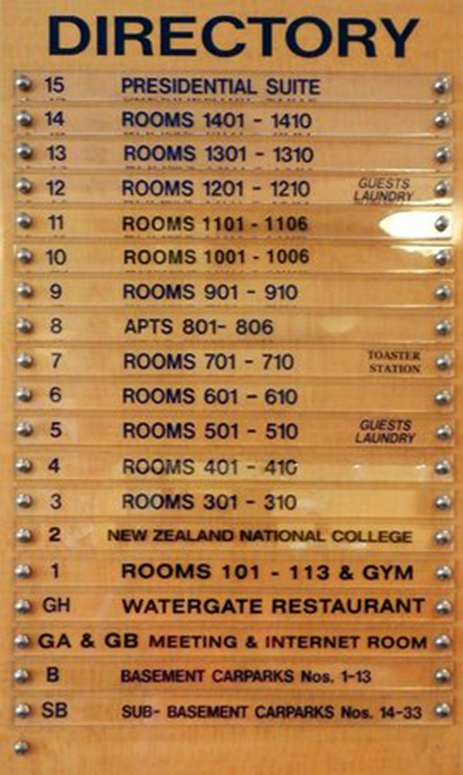 DIRECTORY
15 PRESIDENTIAL SUITE
14 ROOMS 1401 - 1410
13 ROOMS 1301 - 1310
12 ROOMS 1201 - 1210 GUESTS LAUNDRY
11 ROOMS 1101 - 1106
10 ROOMS 1001 - 1006
9 ROOMS 901 - 910
8 APTS 801- 806
7 ROOMS 701 - 710 TOASTER STATION
6 ROOMS 601 - 610
5 ROOMS 501 - 510 GUESTS LAUNDRY
4 ROOMS 401 - 410
3 ROOMS 301 - 310
2 NEW ZEALAND NATIONAL COLLEGE
1 ROOMS 101 - 113 & GYM
GH WATERGATE RESTAURANT
GA & GB MEETING & INTERNET ROOM
B BASEMENT CARPARKS Nos. 1-13
SB SUB- BASEMENT CARPARKS Nos. 14-33